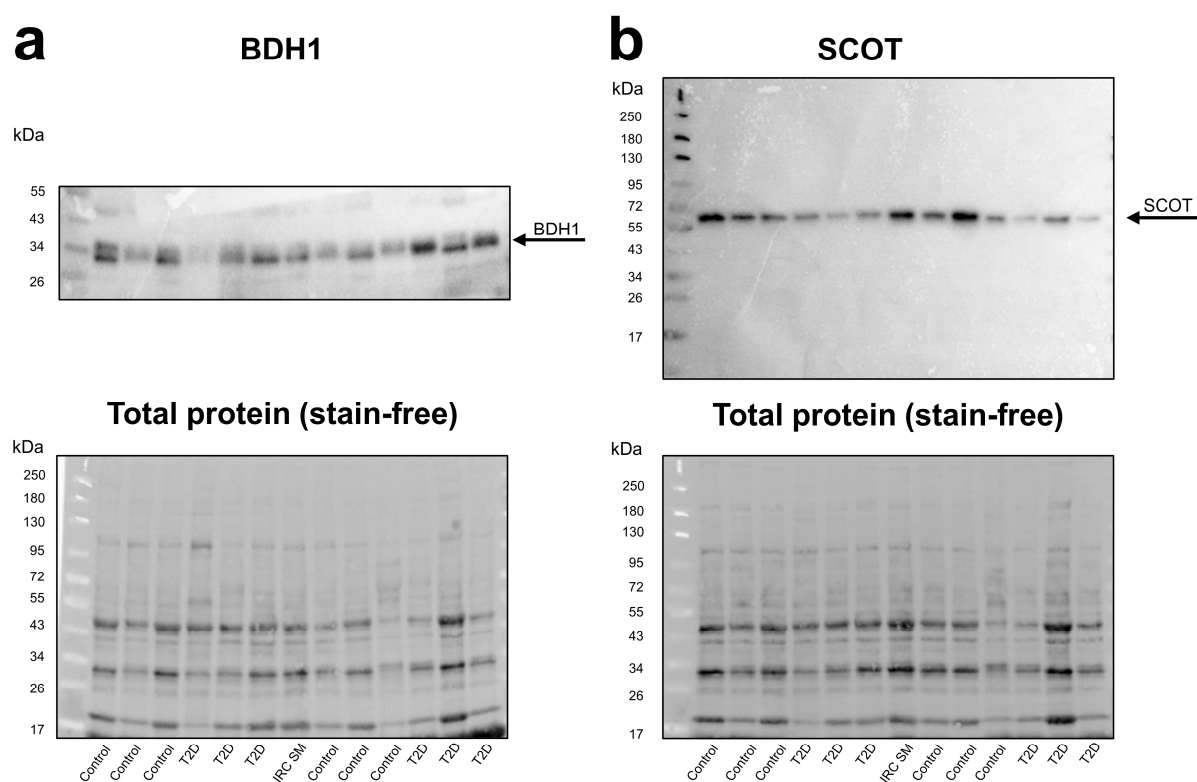 a
BDH1
kDa
55
43
34
26
BDH1
Total protein (stain-free)
kDa
250
180
130
95
72
55
43
34
26
17
Control
Control
Control
T2D
T2D
T2D
IRC SM
Control
Control
Control
T2D
T2D
T2D
b
SCOT
kDa
250
180
130
95
72
55
43
34
26
17
SCOT
Total protein (stain-free)
kDa
250
180
130
95
72
55
43
34
26
17
Control
Control
Control
T2D
T2D
T2D
IRC SM
Control
Control
Control
T2D
T2D
T2D